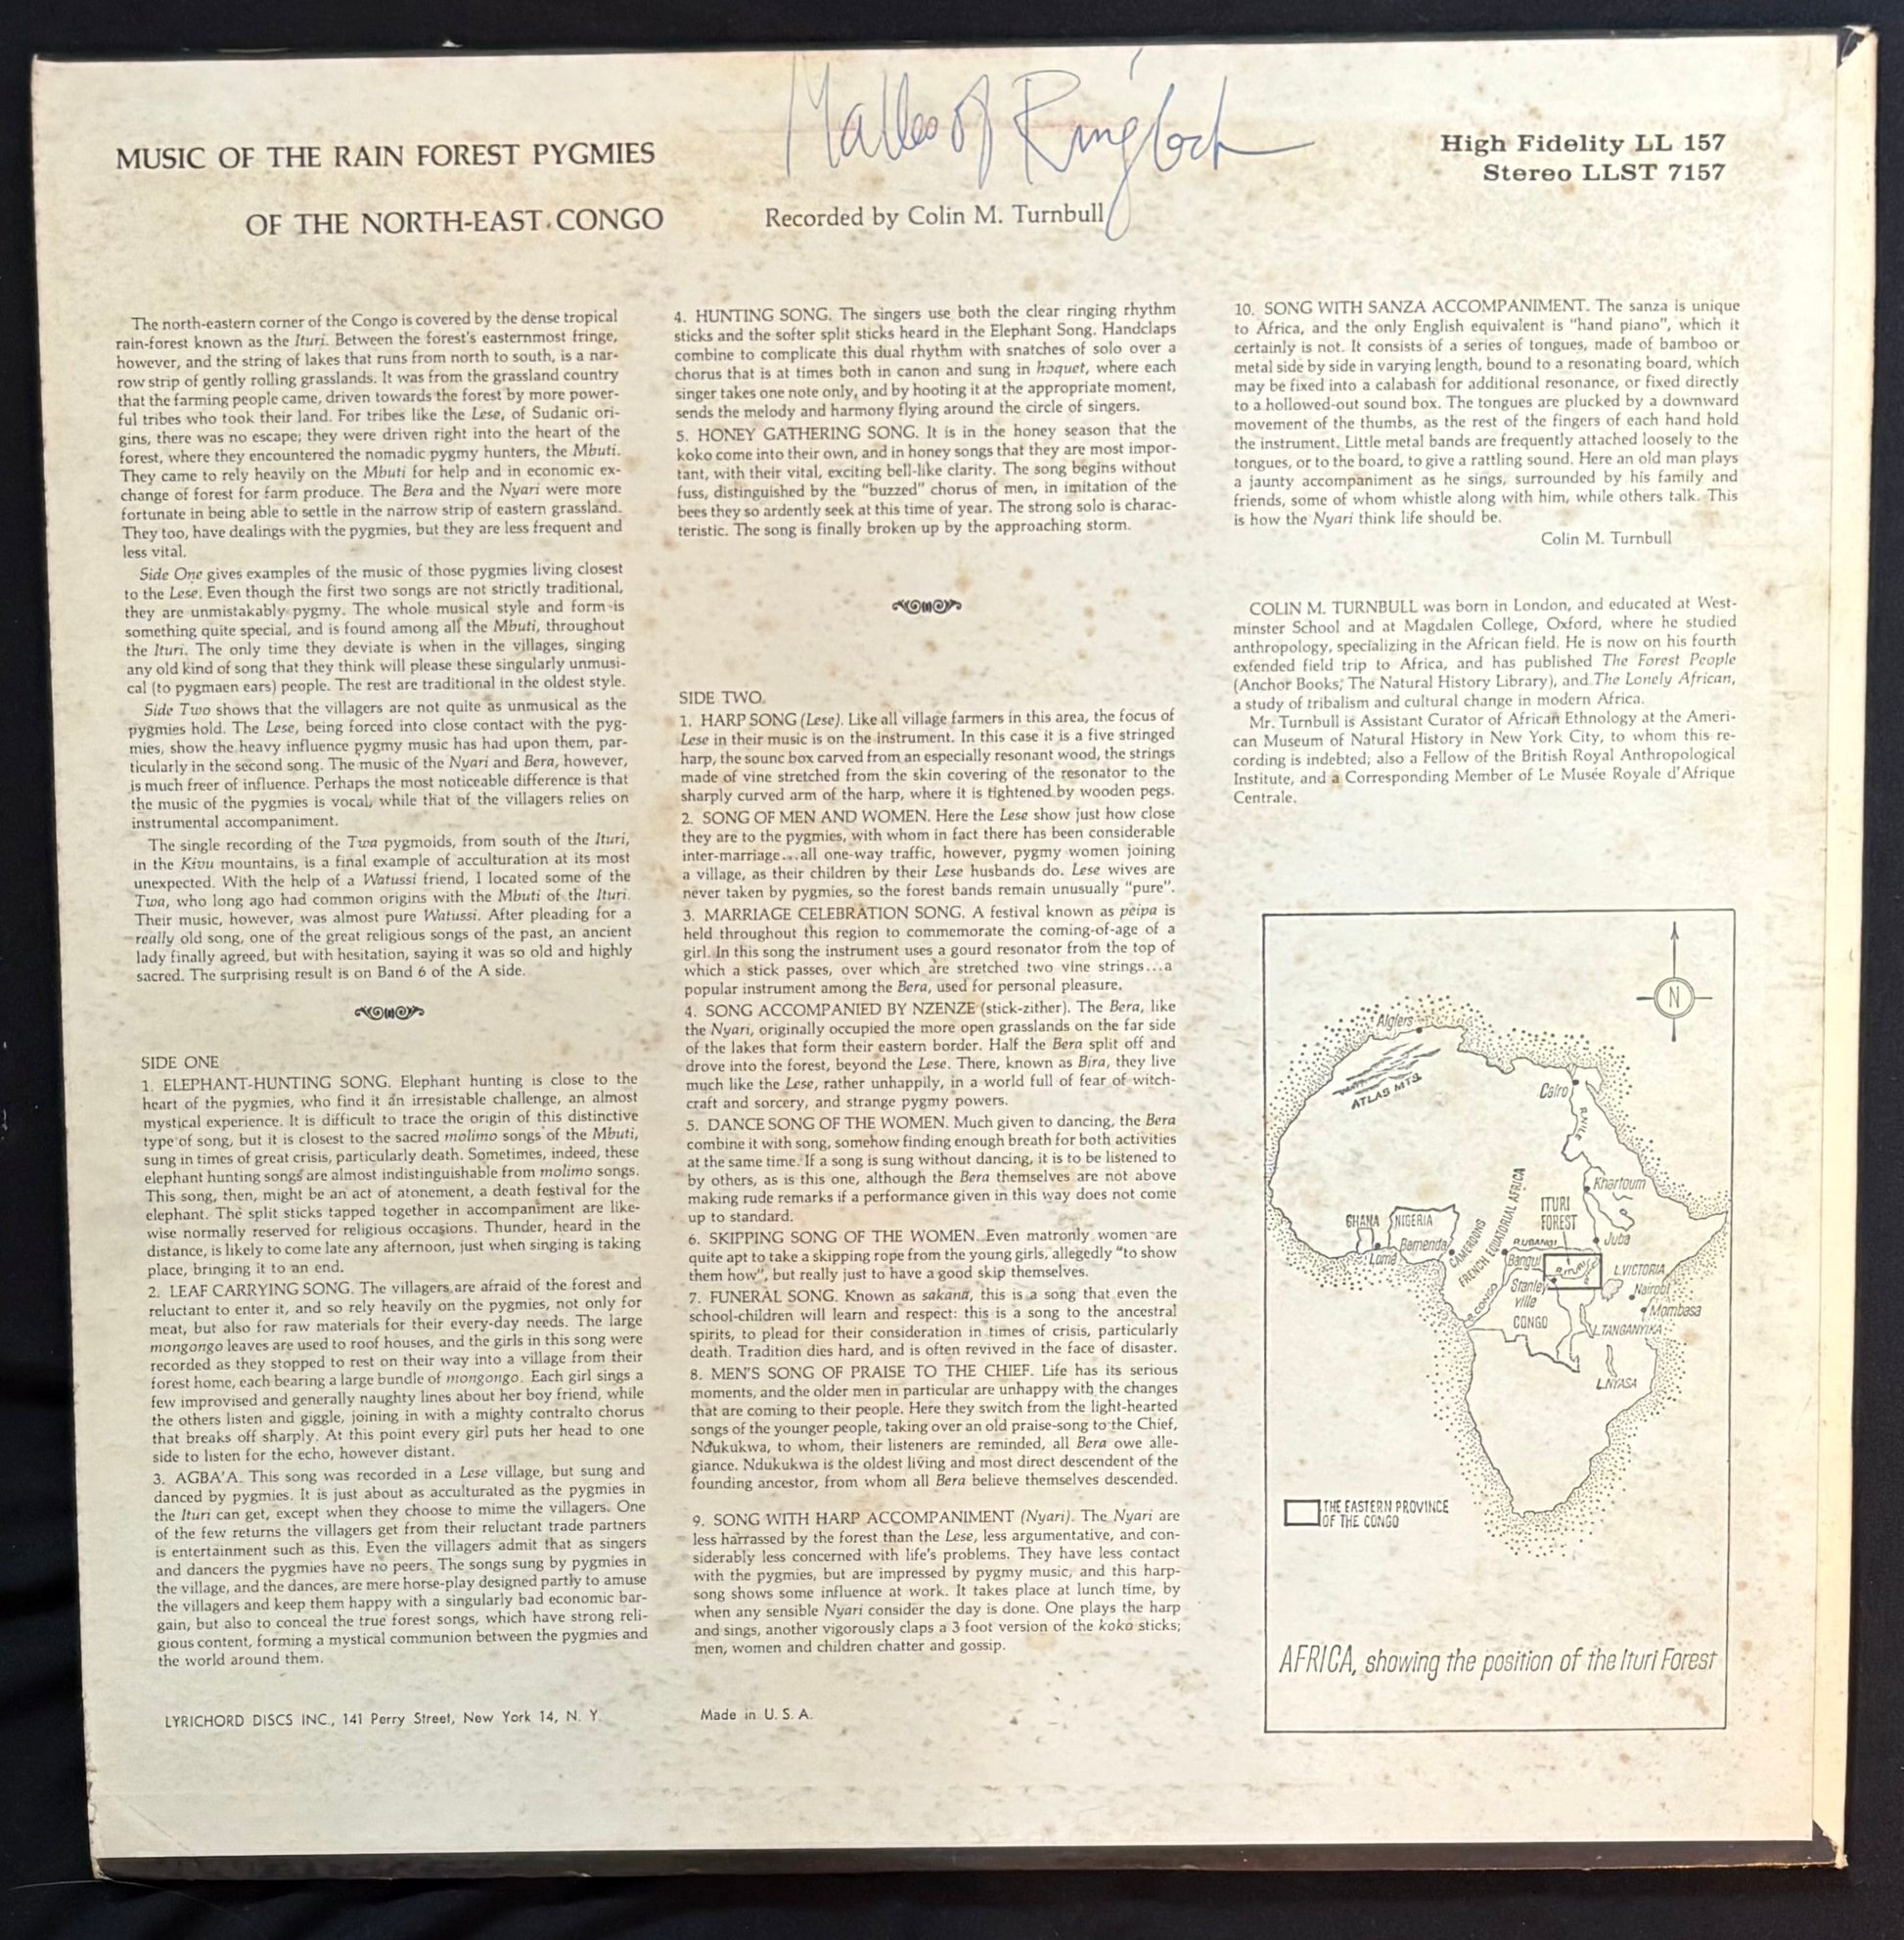 MUSIC OF THE RAIN FOREST PYGMIES
OF THE NORTH-EAST CONGO
of
Recorded by Colin M. Turnbull
High Fidelity LL 157
Stereo LLST 7157
The north-eastern corner of the Congo is covered by the dense tropical
rain-forest known as the Ituri. Between the forest's easternmost fringe,
however, and the string of lakes that runs from north to south, is a nar-
row strip of gently rolling grasslands. It was from the grassland country
that the farming people came, driven towards the forest by more power-
ful tribes who took their land. For tribes like the Lese, of Sudanic ori-
gins, there was no escape; they were driven right into the heart of the
forest, where they encountered the nomadic pygmy hunters, the Mbuti.
They came to rely heavily on the Mbuti for help and in economic ex-
change of forest for farm produce. The Bera and the Nyari were more
fortunate in being able to settle in the narrow strip of eastern grassland.
They too, have dealings with the pygmies, but they are less frequent and
less vital.
Side One gives examples of the music of those pygmies living closest
to the Lese. Even though the first two songs are not strictly traditional,
they are unmistakably pygmy. The whole musical style and form is
something quite special, and is found among all the Mbuti, throughout
the Ituri. The only time they deviate is when in the villages, singing
any old kind of song that they think will please these singularly unmusi-
cal (to pygmaen ears) people. The rest are traditional in the oldest style.
Side Two shows that the villagers are not quite as unmusical as the
pygmies hold. The Lese, being forced into close contact with the pyg-
mies, show the heavy influence pygmy music has had upon them, par-
ticularly in the second song. The music of the Nyari and Bera, however,
is much freer of influence. Perhaps the most noticeable difference is that
the music of the pygmies is vocal, while that of the villagers relies on
instrumental accompaniment.
The single recording of the Twa pygmoids, from south of the Ituri,
in the Kivu mountains, is a final example of acculturation at its most
unexpected. With the help of a Watussi friend, I located some of the
Twa, who long ago had common origins with the Mbuti of the Ituri.
Their music, however, was almost pure Watussi. After pleading for a
really old song, one of the great religious songs of the past, an ancient
lady finally agreed, but with hesitation, saying it was so old and highly
sacred. The surprising result is on Band 6 of the A side.
SIDE ONE
1. ELEPHANT-HUNTING SONG. Elephant hunting is close to the
heart of the pygmies, who find it an irresistable challenge, an almost
mystical experience. It is difficult to trace the origin of this distinctive
type of song, but it is closest to the sacred molimo songs of the Mbuti,
sung in times of great crisis, particularly death. Sometimes, indeed, these
elephant hunting songs are almost indistinguishable from molimo songs.
This song, then, might be an act of atonement, a death festival for the
elephant. The split sticks tapped together in accompaniment are like-
wise normally reserved for religious occasions. Thunder, heard in the
distance, is likely to come late any afternoon, just when singing is taking
place, bringing it to an end.
2. LEAF CARRYING SONG. The villagers are afraid of the forest and
reluctant to enter it, and so rely heavily on the pygmies, not only for
meat, but also for raw materials for their every-day needs. The large
mongongo leaves are used to roof houses, and the girls in this song were
recorded as they stopped to rest on their way into a village from their
forest home, each bearing a large bundle of mongongo. Each girl sings a
few improvised and generally naughty lines about her boy friend, while
the others listen and giggle, joining in with a mighty contralto chorus
that breaks off sharply. At this point every girl puts her head to one
side to listen for the echo, however distant.
3. AGBA'A. This song was recorded in a Lese village, but sung and
danced by pygmies. It is just about as acculturated as the pygmies in
the Ituri can get, except when they choose to mime the villagers. One
of the few returns the villagers get from their reluctant trade partners
is entertainment such as this. Even the villagers admit that as singers
and dancers the pygmies have no peers. The songs sung by pygmies in
the village, and the dances, are mere horse-play designed partly to amuse
the villagers and keep them happy with a singularly bad economic bar-
gain, but also to conceal the true forest songs, which have strong reli-
gious content, forming a mystical communion between the pygmies and
the world around them.
LYRICHORD DISCS INC., 141 Perry Street, New York 14, N. Y.
4. HUNTING SONG. The singers use both the clear ringing rhythm
sticks and the softer split sticks heard in the Elephant Song. Handclaps
combine to complicate this dual rhythm with snatches of solo over a
chorus that is at times both in canon and sung in hoquet, where each
singer takes one note only, and by hooting it at the appropriate moment,
sends the melody and harmony flying around the circle of singers.
5. HONEY GATHERING SONG. It is in the honey season that the
koko come into their own, and in honey songs that they are most impor-
tant, with their vital, exciting bell-like clarity. The song begins without
fuss, distinguished by the "buzzed" chorus of men, in imitation of the
bees they so ardently seek at this time of year. The strong solo is charac-
teristic. The song is finally broken up by the approaching storm.
SIDE TWO.
1. HARP SONG (Lese). Like all village farmers in this area, the focus of
Lese in their music is on the instrument. In this case it is a five stringed
harp, the sounc box carved from an especially resonant wood, the strings
made of vine stretched from the skin covering of the resonator to the
sharply curved arm of the harp, where it is tightened by wooden pegs.
2. SONG OF MEN AND WOMEN. Here the Lese show just how close
they are to the pygmies, with whom in fact there has been considerable
inter-marriage...all one-way traffic, however, pygmy women joining
a village, as their children by their Lese husbands do. Lese wives are
never taken by pygmies, so the forest bands remain unusually "pure".
3. MARRIAGE CELEBRATION SONG. A festival known as peipa is
held throughout this region to commemorate the coming-of-age of a
girl. In this song the instrument uses a gourd resonator from the top of
which a stick passes, over which are stretched two vine strings...a
popular instrument among the Bera, used for personal pleasure.
4. SONG ACCOMPANIED BY NZENZE (stick-zither). The Bera, like
the Nyari, originally occupied the more open grasslands on the far side
of the lakes that form their eastern border. Half the Bera split off and
drove into the forest, beyond the Lese. There, known as Bira, they live
much like the Lese, rather unhappily, in a world full of fear of witch-
craft and sorcery, and strange pygmy powers.
5. DANCE SONG OF THE WOMEN. Much given to dancing, the Bera
combine it with song, somehow finding enough breath for both activities
at the same time. If a song is sung without dancing, it is to be listened to
by others, as is this one, although the Bera themselves are not above
making rude remarks if a performance given in this way does not come
up to standard.
6. SKIPPING SONG OF THE WOMEN. Even matronly women are
quite apt to take a skipping rope from the young girls, allegedly "to show
them how", but really just to have a good skip themselves.
7. FUNERAL SONG. Known as sakana, this is a song that even the
school-children will learn and respect: this is a song to the ancestral
spirits, to plead for their consideration in times of crisis, particularly
death. Tradition dies hard, and is often revived in the face of disaster.
8. MEN'S SONG OF PRAISE TO THE CHIEF. Life has its serious
moments, and the older men in particular are unhappy with the changes
that are coming to their people. Here they switch from the light-hearted
songs of the younger people, taking over an old praise-song to the Chief,
Ndukukwa, to whom, their listeners are reminded, all Bera owe alle-
giance. Ndukukwa is the oldest living and most direct descendent of the
founding ancestor, from whom all Bera believe themselves descended.
9. SONG WITH HARP ACCOMPANIMENT (Nyari). The Nyari are
less harrassed by the forest than the Lese, less argumentative, and con-
siderably less concerned with life's problems. They have less contact
with the pygmies, but are impressed by pygmy music, and this harp-
song shows some influence at work. It takes place at lunch time, by
when any sensible Nyari consider the day is done. One plays the harp
and sings, another vigorously claps a 3 foot version of the koko sticks;
men, women and children chatter and gossip.
Made in U. S. A.
10. SONG WITH SANZA ACCOMPANIMENT. The sanza is unique
to Africa, and the only English equivalent is "hand piano", which it
certainly is not. It consists of a series of tongues, made of bamboo or
metal side by side in varying length, bound to a resonating board, which
may be fixed into a calabash for additional resonance, or fixed directly
to a hollowed-out sound box. The tongues are plucked by a downward
movement of the thumbs, as the rest of the fingers of each hand hold
the instrument. Little metal bands are frequently attached loosely to the
tongues, or to the board, to give a rattling sound. Here an old man plays
a jaunty accompaniment as he sings, surrounded by his family and
friends, some of whom whistle along with him, while others talk. This
is how the Nyari think life should be.
Colin M. Turnbull
COLIN M. TURNBULL was born in London, and educated at West-
minster School and at Magdalen College, Oxford, where he studied
anthropology, specializing in the African field. He is now on his fourth
extended field trip to Africa, and has published The Forest People
(Anchor Books; The Natural History Library), and The Lonely African,
a study of tribalism and cultural change in modern Africa.
Mr. Turnbull is Assistant Curator of African Ethnology at the Ameri-
can Museum of Natural History in New York City, to whom this re-
cording is indebted; also a Fellow of the British Royal Anthropological
Institute, and a Corresponding Member of Le Musée Royale d'Afrique
Centrale.
N
Algiers
ATLAS MTS.
Cairo
R.NILE
Khartoum
FRENCH EQUATORIAL AFRICA
ITURI
FOREST
GHANA
NIGERIA
CAMEROONS
Bamenda
Loma
R.UBANGI
Juba
Bangui
R.ITURI
L.VICTORIA
Stanley
ville
Nairobi
R.CONGO
Mombasa
CONGO
L.TANGANYIKA
L.NYASA
THE EASTERN PROVINCE
OF THE CONGO
AFRICA, showing the position of the Ituri Forest